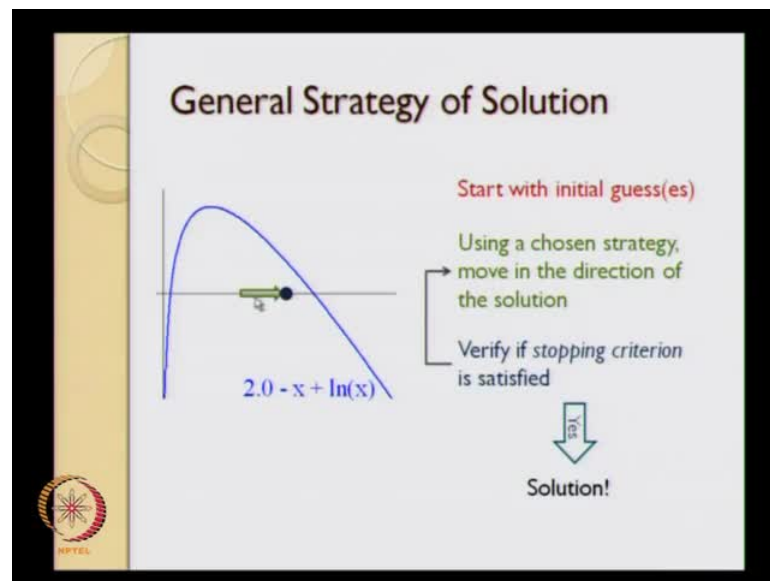 General Strategy of Solution
Start with initial guess(es)
Using a chosen strategy,
move in the direction of
the solution
Verify if stopping criterion
is satisfied
Yes
Solution!
2.0 - x + ln(x)
NPTEL